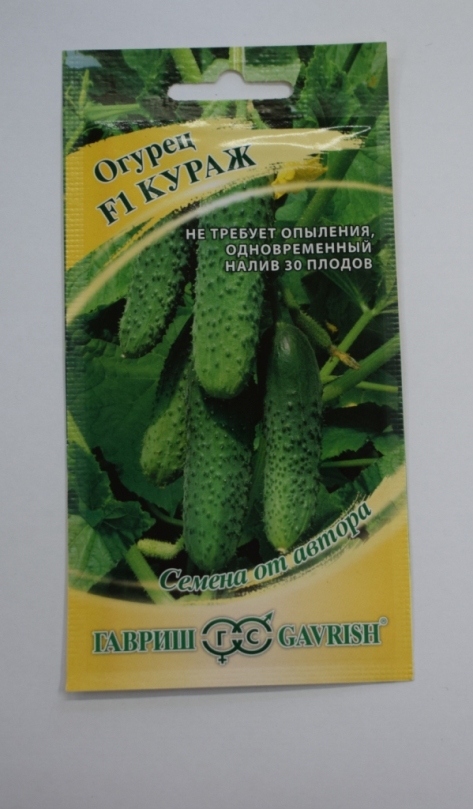 Огурец
F1 КУРАЖ
НЕ ТРЕБУЕТ ОПЫЛЕНИЯ,
ОДНОВРЕМЕННЫЙ
НАЛИВ 30 ПЛОДОВ
Семена от автора
ГАВРИШ ГС GAVRISH®